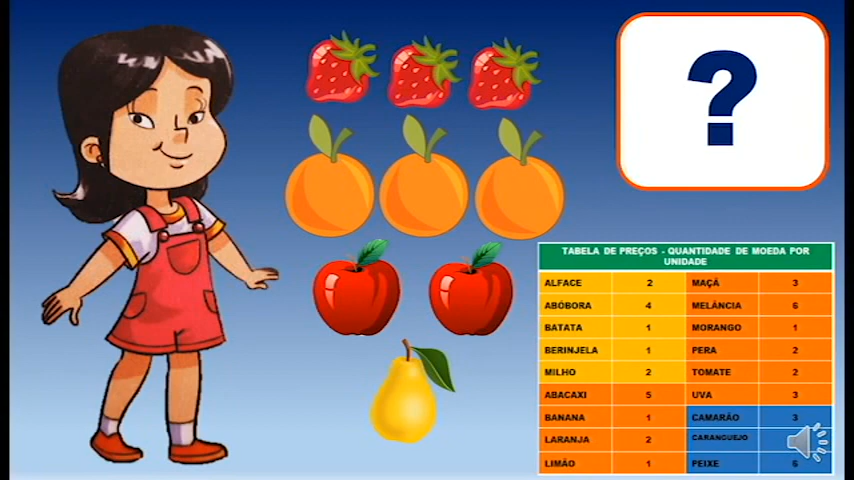 ?
TABELA DE PREÇOS - QUANTIDADE DE MOEDA POR
UNIDADE
ALFACE 2 MAÇÃ 3
ABÓBORA 4 MELÂNCIA 6
BATATA 1 MORANGO 1
BERINJELA 1 PERA 2
MILHO 2 TOMATE 2
ABACAXI 5 UVA 3
BANANA 1 CAMARÃO 3
LARANJA 2 CARANGUEJO
LIMÃO 1 PEIXE 6